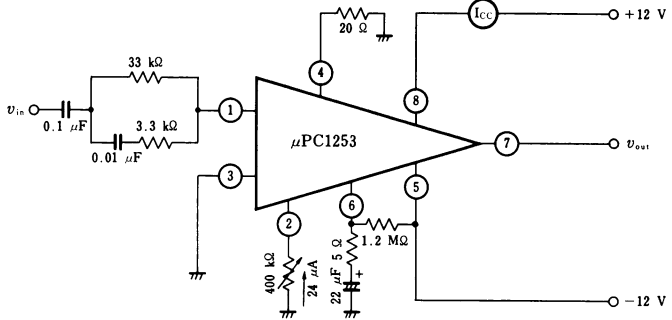 I_CC
+12 V
20 Ω
4
8
33 kΩ
v_in
0.1 μF
3.3 kΩ
0.01 μF
1
μPC1253
7
v_out
3
2
6
5
1.2 MΩ
400 kΩ
24 μA
22 μF
5 Ω
+
−12 V